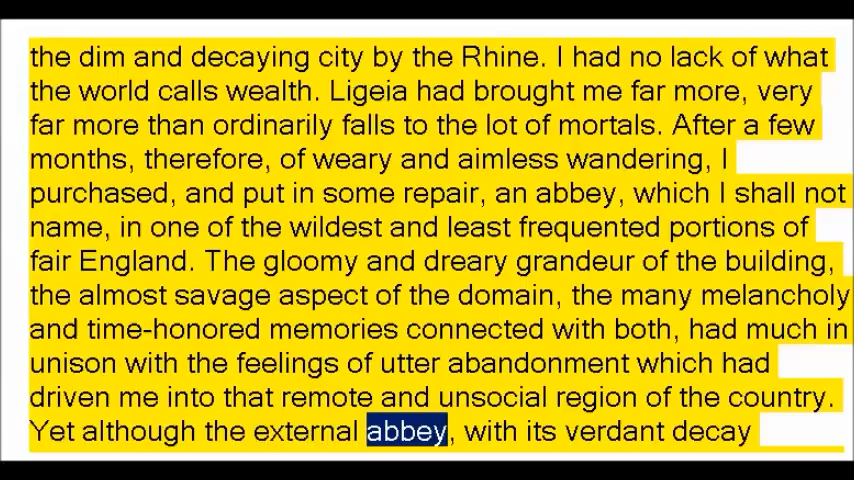 the dim and decaying city by the Rhine. I had no lack of what
the world calls wealth. Ligeia had brought me far more, very
far more than ordinarily falls to the lot of mortals. After a few
months, therefore, of weary and aimless wandering, I
purchased, and put in some repair, an abbey, which I shall not
name, in one of the wildest and least frequented portions of
fair England. The gloomy and dreary grandeur of the building,
the almost savage aspect of the domain, the many melancholy
and time-honored memories connected with both, had much in
unison with the feelings of utter abandonment which had
driven me into that remote and unsocial region of the country.
Yet although the external abbey, with its verdant decay